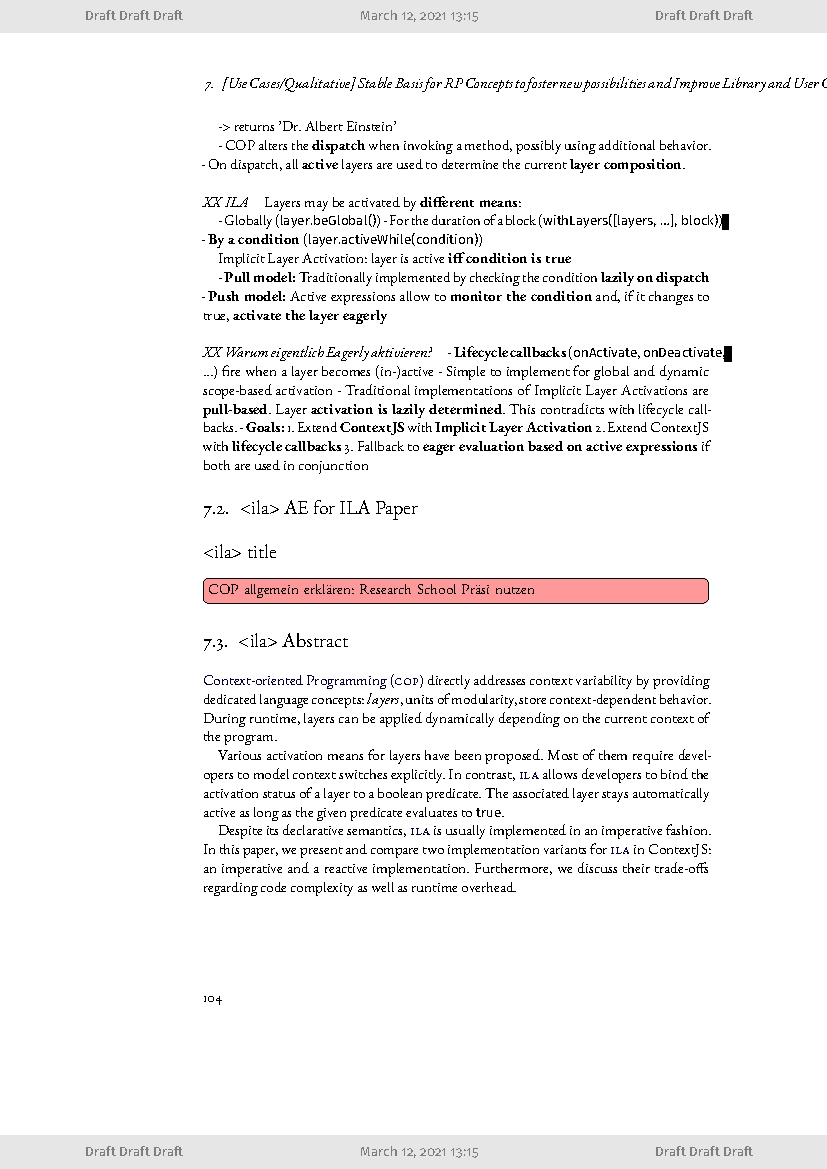 Draft Draft Draft March 12, 2021 13:15 Draft Draft Draft
7. [Use Cases/Qualitative] Stable Basis for RP Concepts to foster new possibilities and Improve Library and User
-> returns 'Dr. Albert Einstein'
- COP alters the dispatch when invoking a method, possibly using additional behavior.
- On dispatch, all active layers are used to determine the current layer composition.
XX ILA Layers may be activated by different means:
- Globally (layer.beGlobal()) - For the duration of a block (withLayers([layers, ...], block))
- By a condition (layer.activeWhile(condition))
Implicit Layer Activation: layer is active iff condition is true
- Pull model: Traditionally implemented by checking the condition lazily on dispatch
- Push model: Active expressions allow to monitor the condition and, if it changes to
true, activate the layer eagerly
XX Warum eigentlich Eagerly aktivieren? - Lifecycle callbacks (onActivate, onDeactivate,
...) fire when a layer becomes (in-)active - Simple to implement for global and dynamic
scope-based activation - Traditional implementations of Implicit Layer Activations are
pull-based. Layer activation is lazily determined. This contradicts with lifecycle call-
backs. - Goals: 1. Extend ContextJS with Implicit Layer Activation 2. Extend ContextJS
with lifecycle callbacks 3. Fallback to eager evaluation based on active expressions if
both are used in conjunction
7.2. <ila> AE for ILA Paper
<ila> title
COP allgemein erklären: Research School Präsi nutzen
7.3. <ila> Abstract
Context-oriented Programming (COP) directly addresses context variability by providing
dedicated language concepts: layers, units of modularity, store context-dependent behavior.
During runtime, layers can be applied dynamically depending on the current context of
the program.
Various activation means for layers have been proposed. Most of them require devel-
opers to model context switches explicitly. In contrast, ILA allows developers to bind the
activation status of a layer to a boolean predicate. The associated layer stays automatically
active as long as the given predicate evaluates to true.
Despite its declarative semantics, ILA is usually implemented in an imperative fashion.
In this paper, we present and compare two implementation variants for ILA in ContextJS:
an imperative and a reactive implementation. Furthermore, we discuss their trade-offs
regarding code complexity as well as runtime overhead.
104
Draft Draft Draft March 12, 2021 13:15 Draft Draft Draft